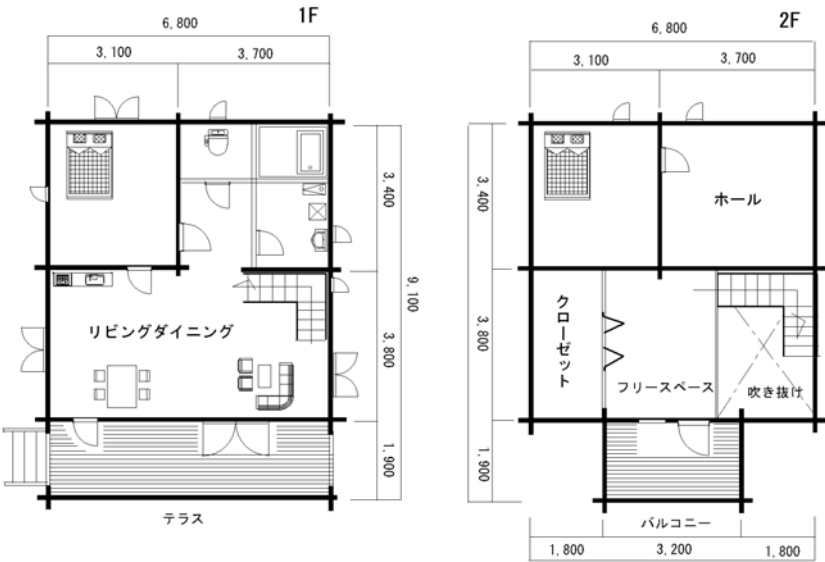 1F
6,800
3,100
3,700
3,400
9,100
3,800
1,900
リビングダイニング
テラス
2F
6,800
3,100
3,700
3,400
3,800
1,900
ホール
クローゼット
フリースペース
吹き抜け
バルコニー
1,800
3,200
1,800